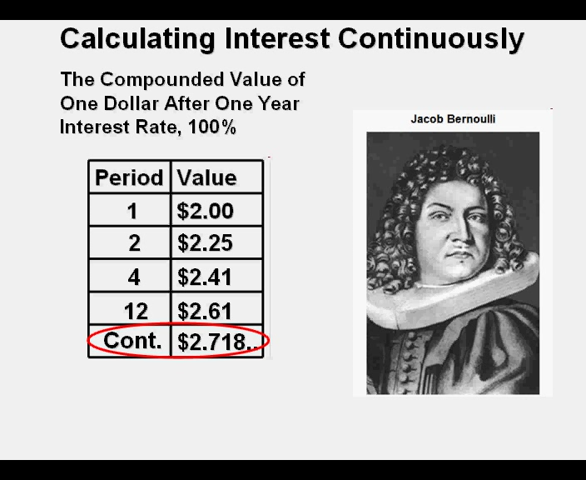 Calculating Interest Continuously
The Compounded Value of
One Dollar After One Year
Interest Rate, 100%
Jacob Bernoulli
Period Value
1 $2.00
2 $2.25
4 $2.41
12 $2.61
Cont. $2.718..